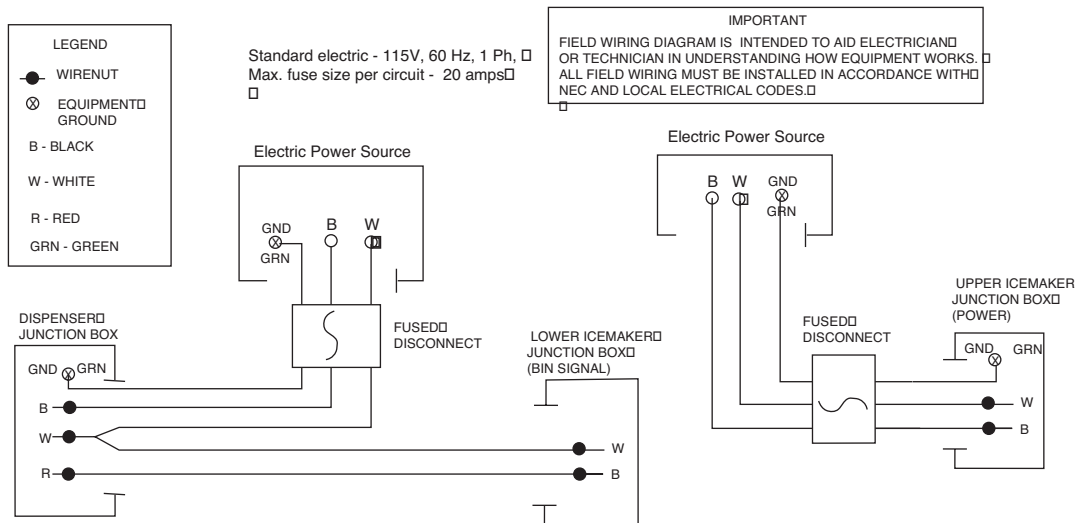 LEGEND
WIRENUT
EQUIPMENT□
GROUND
B - BLACK
W - WHITE
R - RED
GRN - GREEN
Standard electric - 115V, 60 Hz, 1 Ph, □
Max. fuse size per circuit -  20 amps□
□
IMPORTANT
FIELD WIRING DIAGRAM IS  INTENDED TO AID ELECTRICIAN□
OR TECHNICIAN IN UNDERSTANDING HOW EQUIPMENT WORKS. □
ALL FIELD WIRING MUST BE INSTALLED IN ACCORDANCE WITH□
NEC AND LOCAL ELECTRICAL CODES.□
□
Electric Power Source
GND
GRN
B
W
FUSED□
DISCONNECT
DISPENSER□
JUNCTION BOX
GND
GRN
B
W
R
LOWER ICEMAKER□
JUNCTION BOX□
(BIN SIGNAL)
W
B
Electric Power Source
B
W
GND
GRN
FUSED□
DISCONNECT
UPPER ICEMAKER
JUNCTION BOX□
(POWER)
GND
GRN
W
B